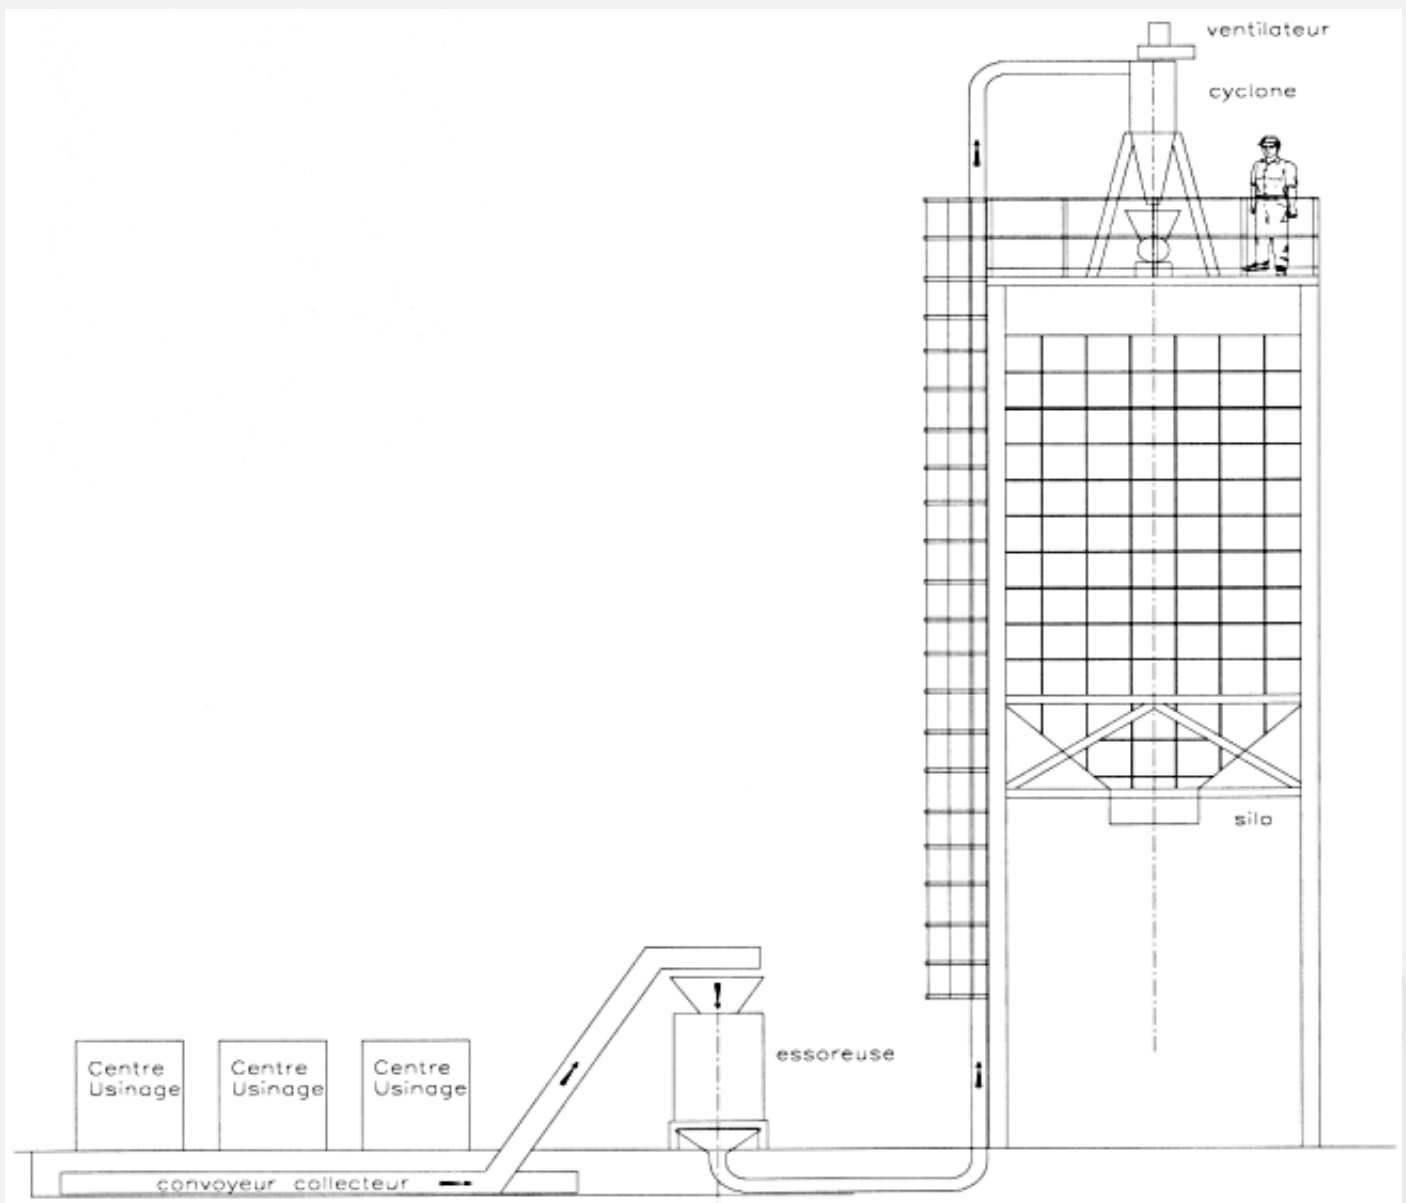 ventilateur
cyclone
silo
essoreuse
Centre
Usinage
Centre
Usinage
Centre
Usinage
convoyeur collecteur